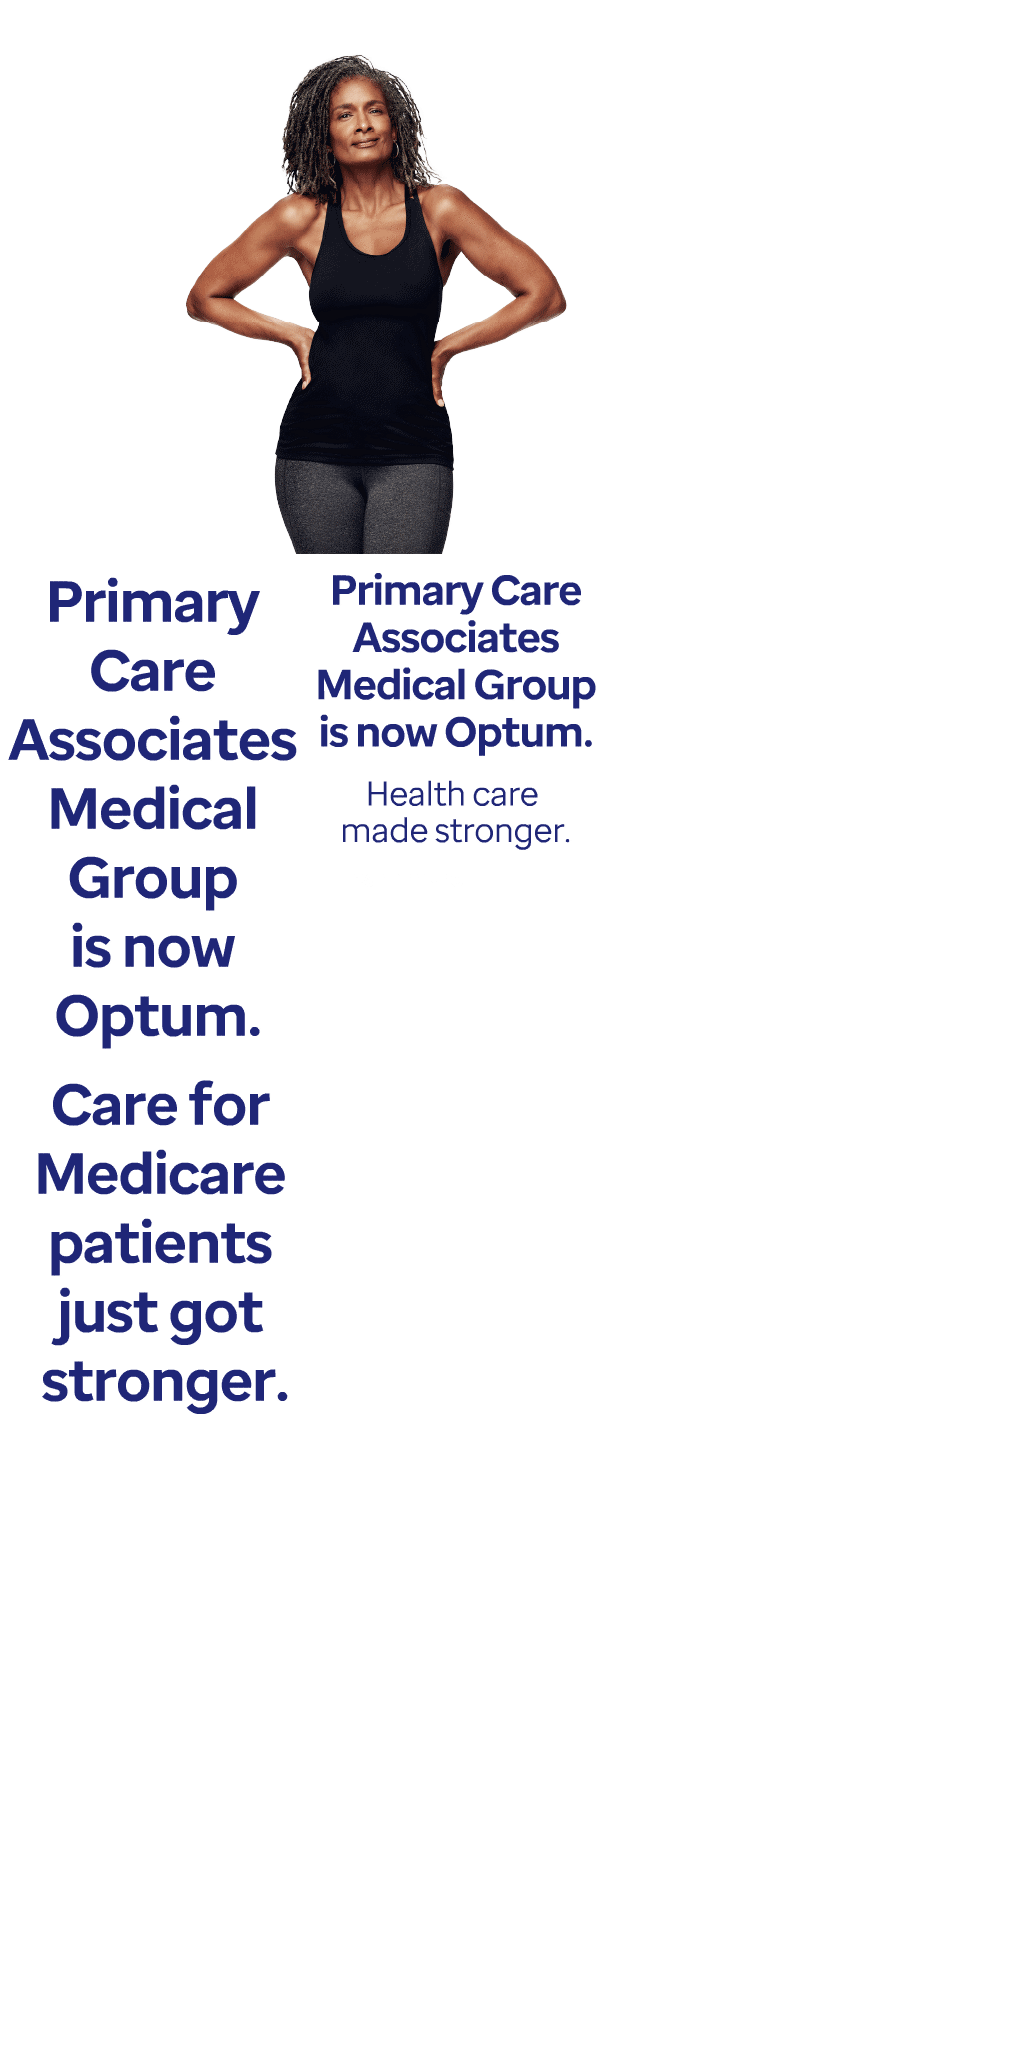 Primary
Care
Associates
Medical
Group
is now
Optum.
Care for
Medicare
patients
just got
stronger.
Primary Care
Associates
Medical Group
is now Optum.
Health care
made stronger.